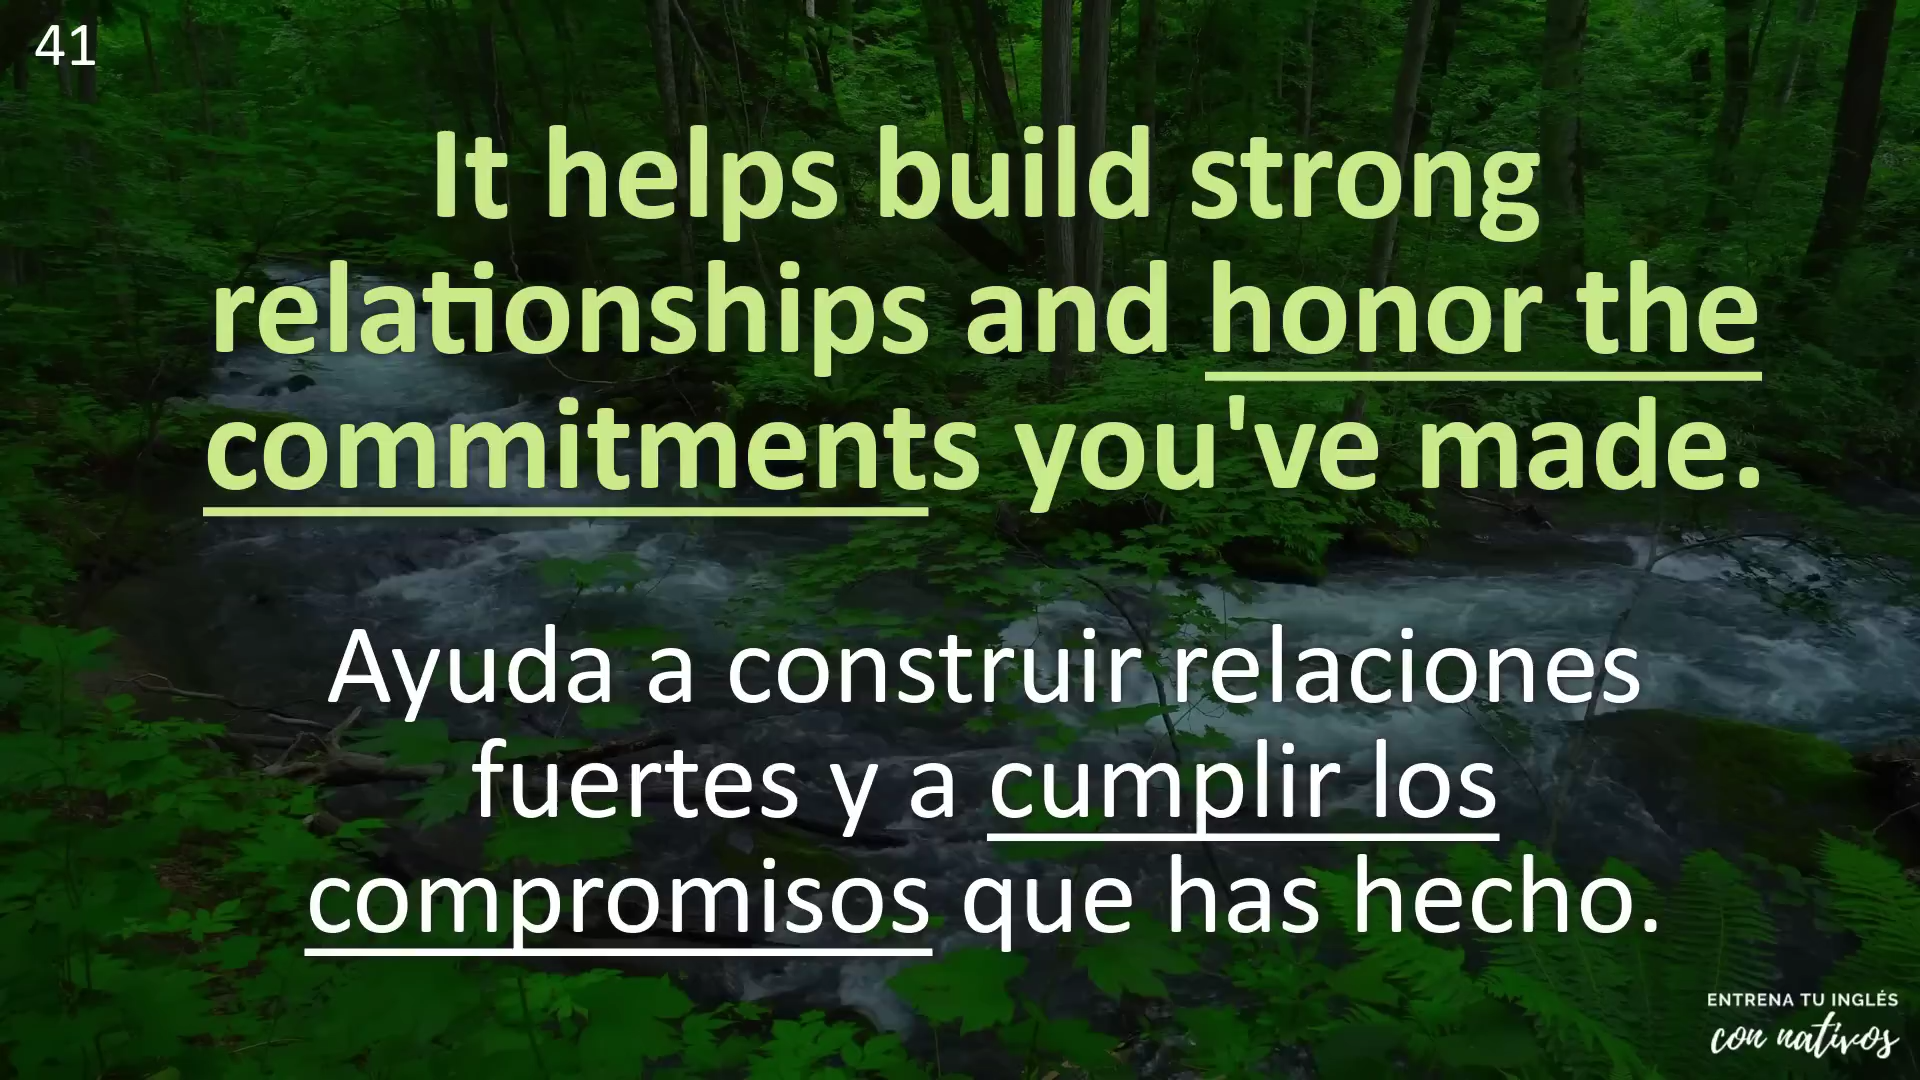 41
It helps build strong
relationships and honor the
commitments you've made.
Ayuda a construir relaciones
fuertes y a cumplir los
compromisos que has hecho.
ENTRENA TU INGLÉS
con nativos